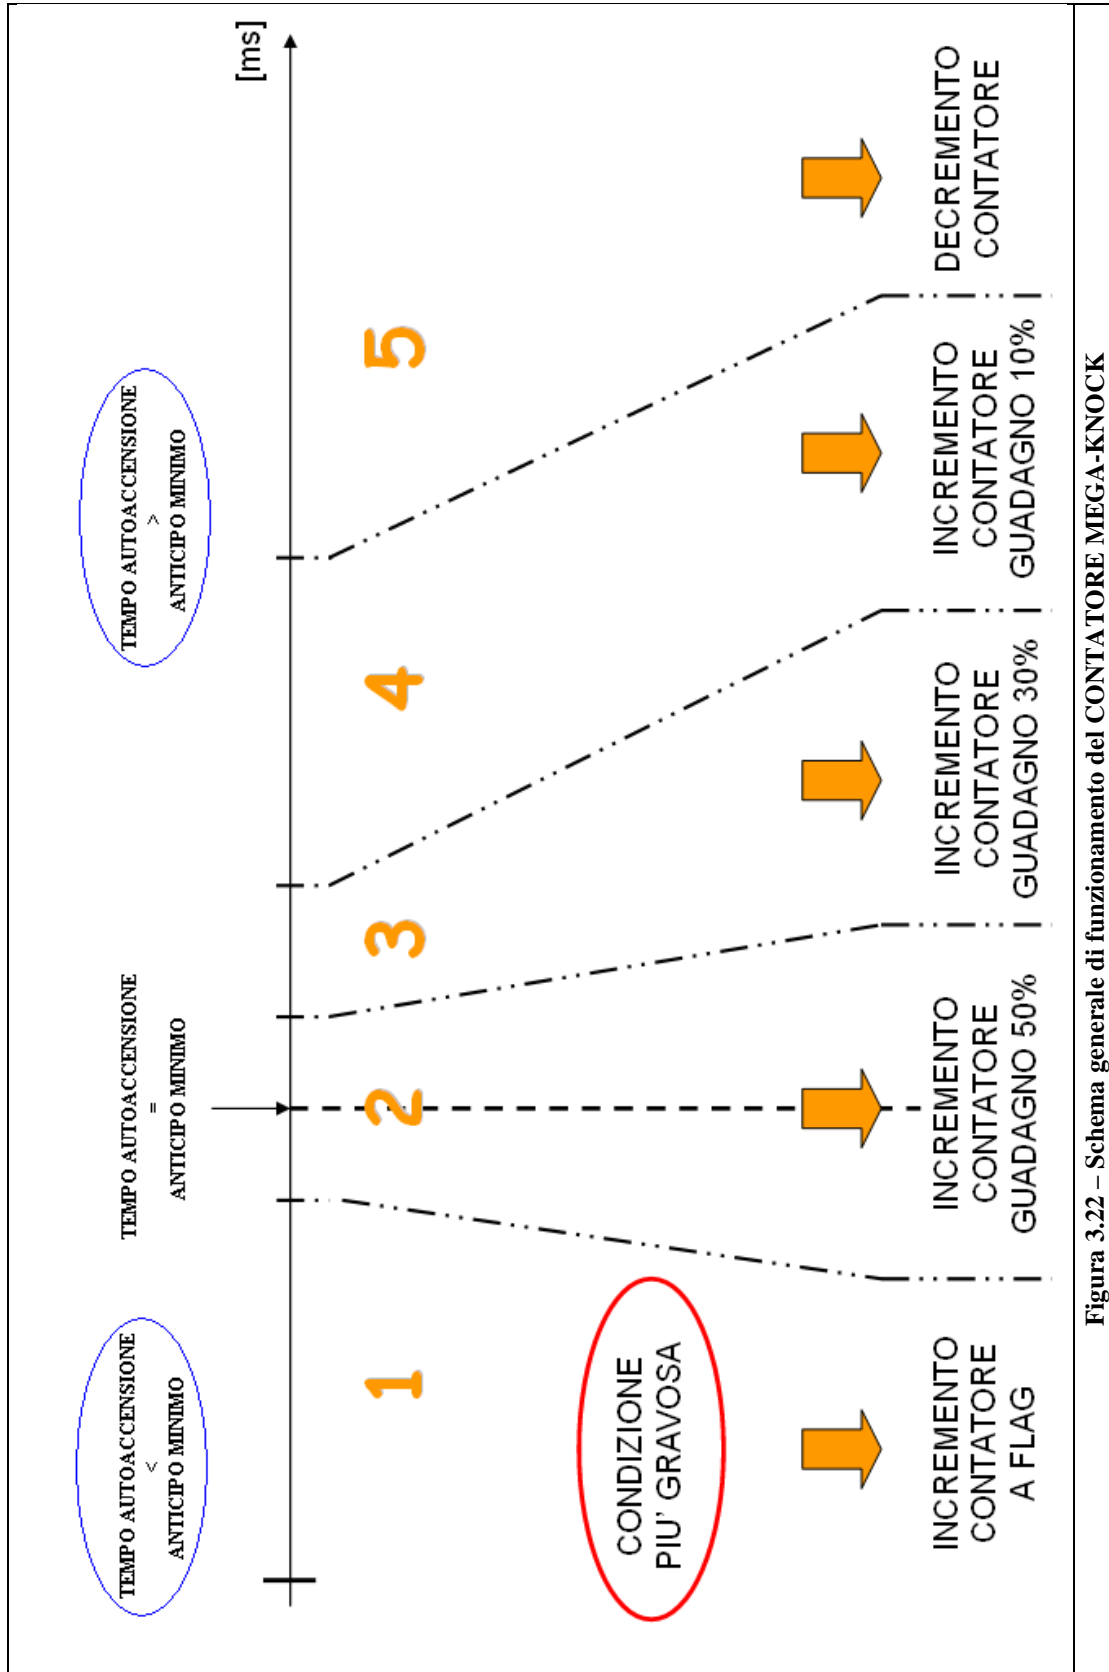 TEMPO AUTOACCENSIONE
<
ANTICIPO MINIMO
TEMPO AUTOACCENSIONE
=
ANTICIPO MINIMO
TEMPO AUTOACCENSIONE
>
ANTICIPO MINIMO
[ms]
1
2
3
4
5
CONDIZIONE
PIU' GRAVOSA
INCREMENTO
CONTATORE
A FLAG
INCREMENTO
CONTATORE
GUADAGNO 50%
INCREMENTO
CONTATORE
GUADAGNO 30%
INCREMENTO
CONTATORE
GUADAGNO 10%
DECREMENTO
CONTATORE
Figura 3.22 – Schema generale di funzionamento del CONTATORE MEGA-KNOCK